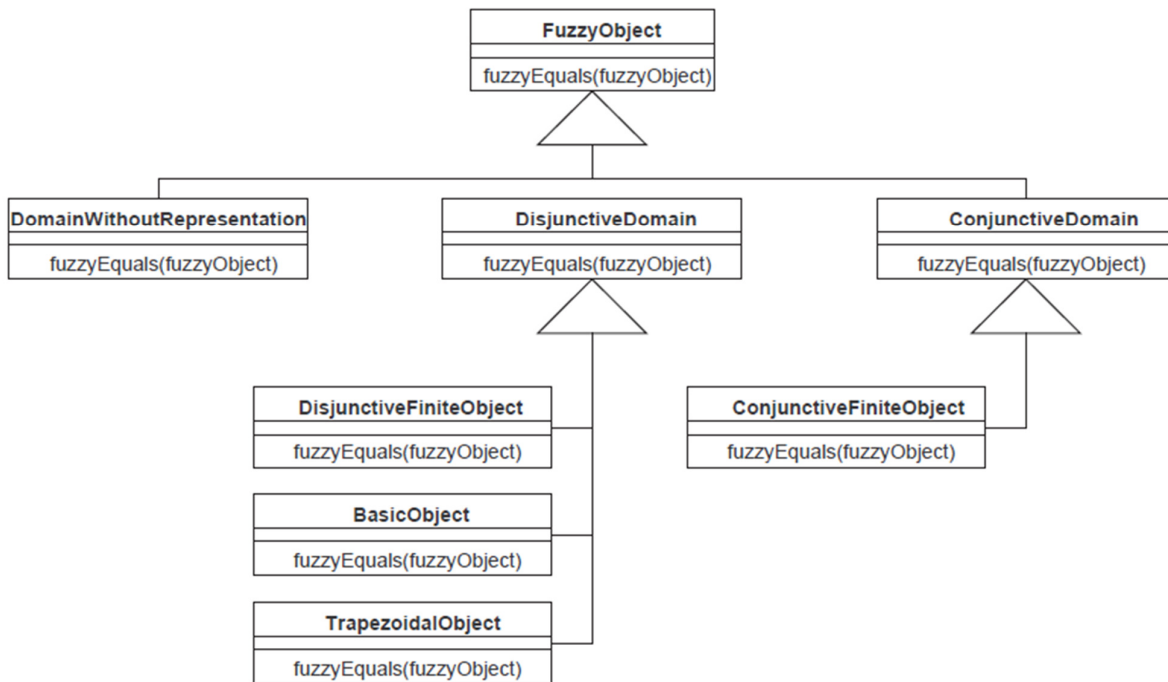 FuzzyObject
fuzzyEquals(fuzzyObject)
DomainWithoutRepresentation
fuzzyEquals(fuzzyObject)
DisjunctiveDomain
fuzzyEquals(fuzzyObject)
ConjunctiveDomain
fuzzyEquals(fuzzyObject)
DisjunctiveFiniteObject
fuzzyEquals(fuzzyObject)
ConjunctiveFiniteObject
fuzzyEquals(fuzzyObject)
BasicObject
fuzzyEquals(fuzzyObject)
TrapezoidalObject
fuzzyEquals(fuzzyObject)